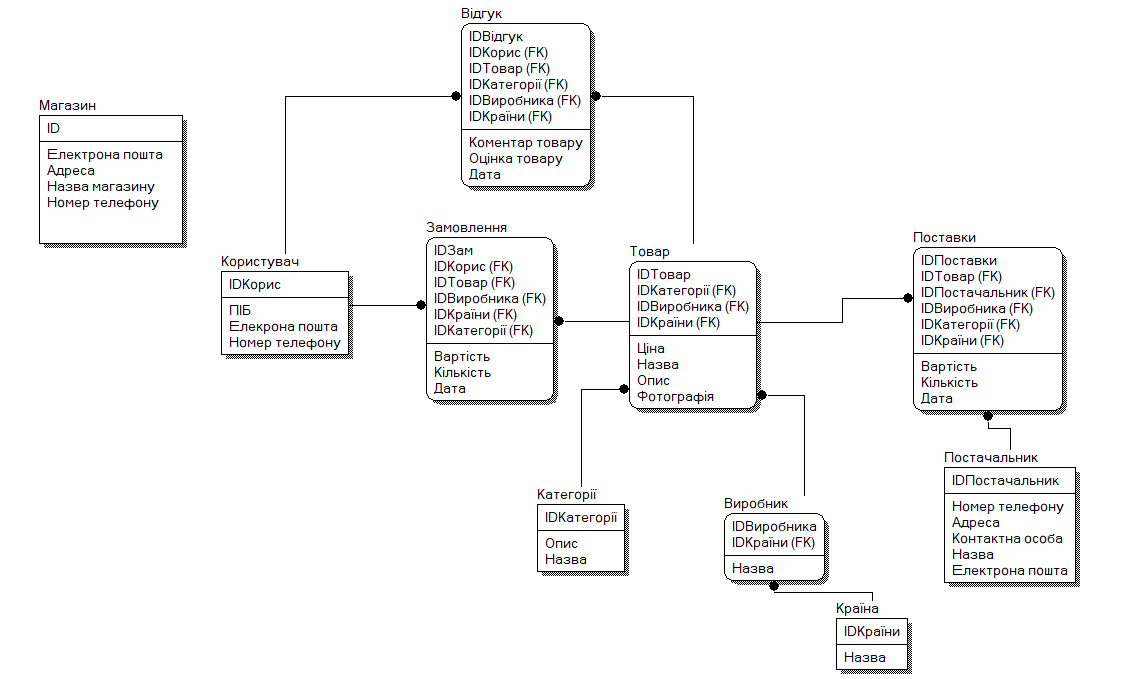 Відгук
IDВідгук
IDКорис (FK)
IDТовар (FK)
IDКатегорії (FK)
IDВиробника (FK)
IDКраїни (FK)
Коментар товару
Оцінка товару
Дата
Магазин
ID
Електрона пошта
Адреса
Назва магазину
Номер телефону
Користувач
IDКорис
ПІБ
Елекрона пошта
Номер телефону
Замовлення
IDЗам
IDКорис (FK)
IDТовар (FK)
IDВиробника (FK)
IDКраїни (FK)
IDКатегорії (FK)
Вартість
Кількість
Дата
Товар
IDТовар
IDКатегорії (FK)
IDВиробника (FK)
IDКраїни (FK)
Ціна
Назва
Опис
Фотографія
Поставки
IDПоставки
IDТовар (FK)
IDПостачальник (FK)
IDВиробника (FK)
IDКатегорії (FK)
IDКраїни (FK)
Вартість
Кількість
Дата
Категорії
IDКатегорії
Опис
Назва
Виробник
IDВиробника
IDКраїни (FK)
Назва
Постачальник
IDПостачальник
Номер телефону
Адреса
Контактна особа
Назва
Електрона пошта
Країна
IDКраїни
Назва